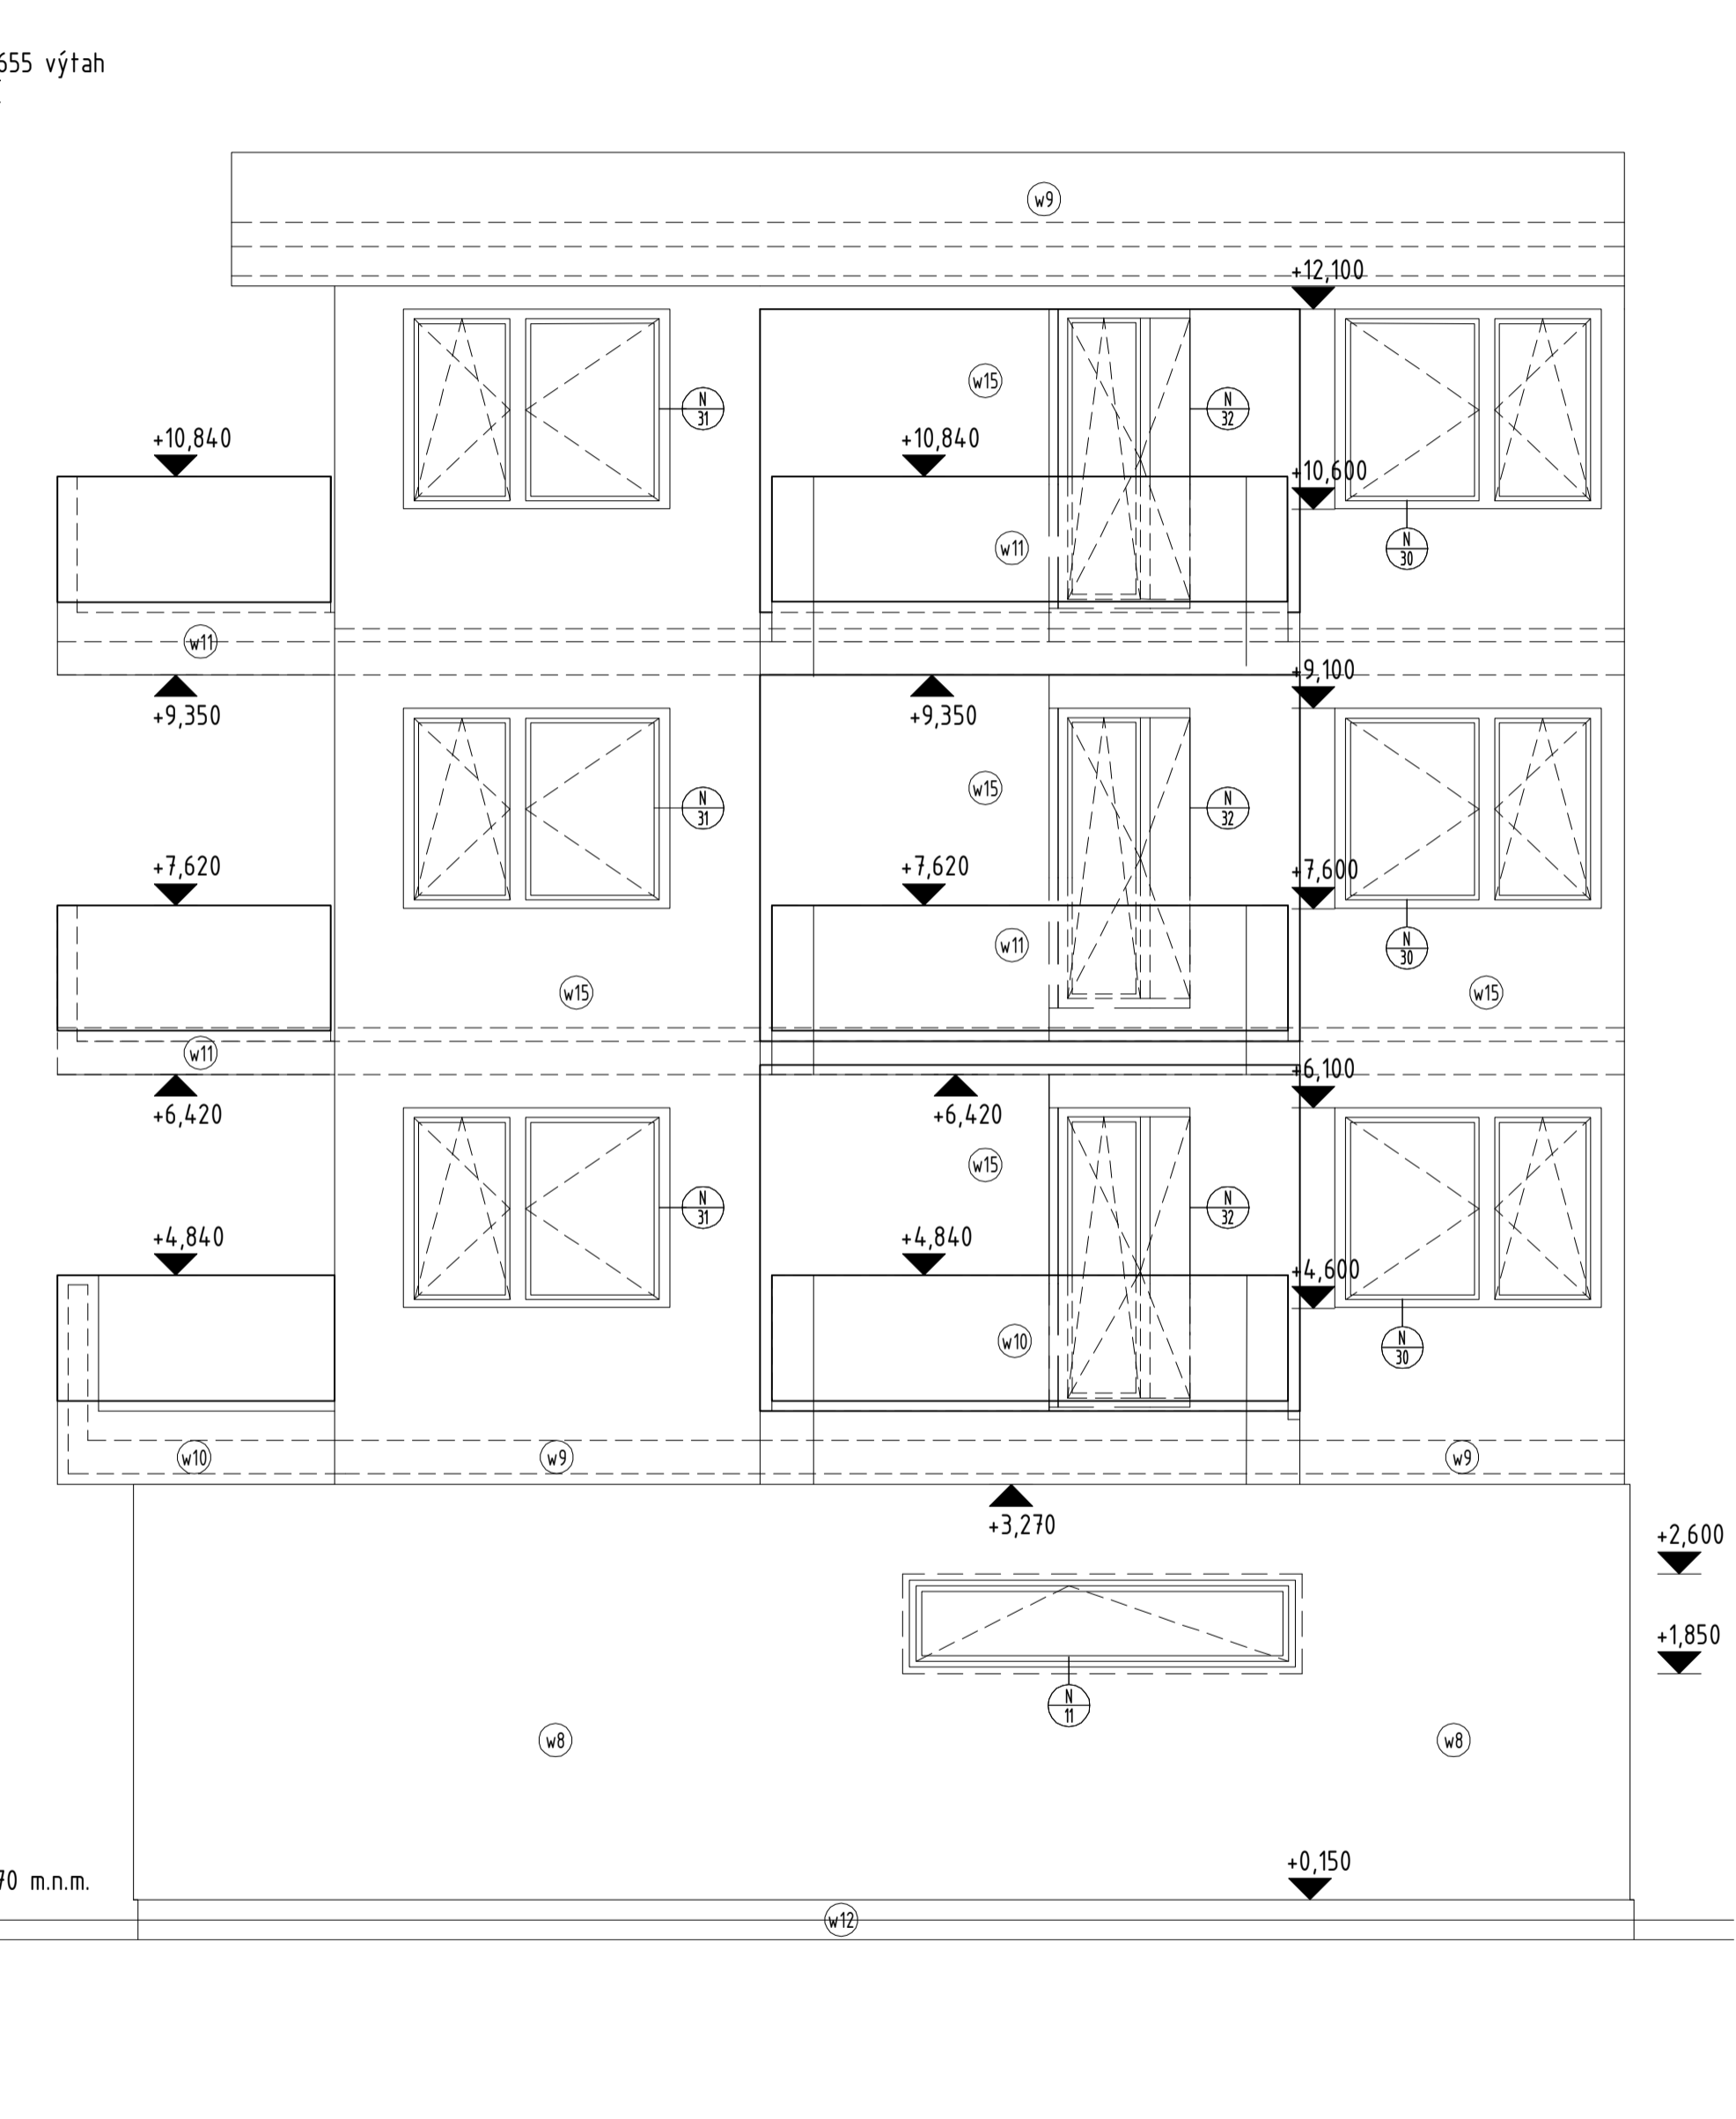 655 výtah
w9
+12,100
w15
N
31
N
32
+10,840
+10,840
+10,600
w11
N
30
w11
+9,100
+9,350
+9,350
w15
N
31
N
32
+7,620
+7,620
+7,600
w11
N
30
w15
w15
w11
+6,100
+6,420
+6,420
w15
N
31
N
32
+4,840
+4,840
+4,600
w10
N
30
w10
w9
w9
+3,270
+2,600
+1,850
N
11
w8
w8
+0,150
70 m.n.m.
w12